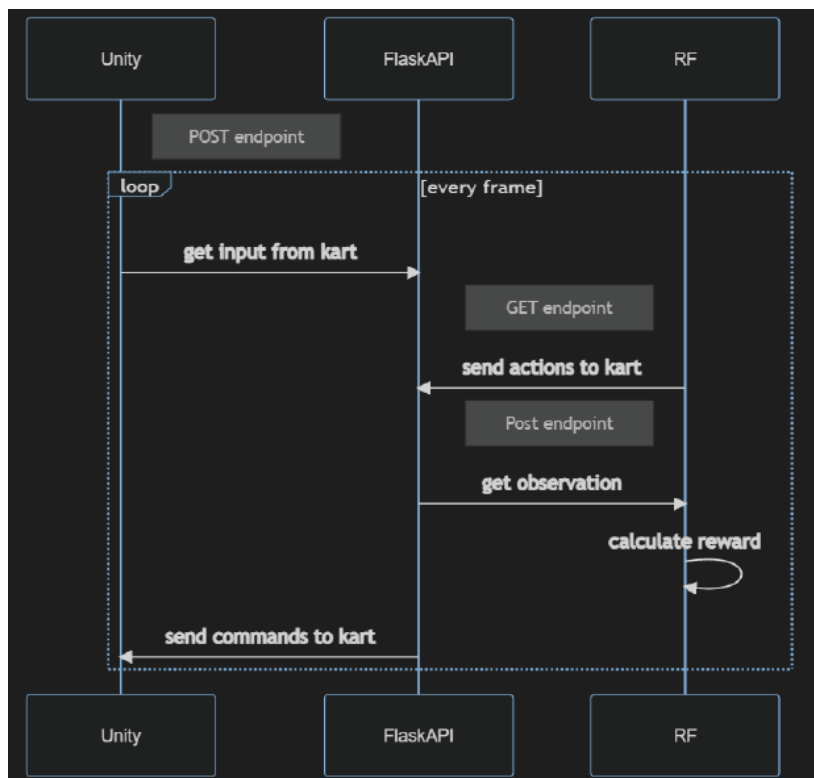 Unity
FlaskAPI
RF
POST endpoint
loop
[every frame]
get input from kart
GET endpoint
send actions to kart
Post endpoint
get observation
calculate reward
send commands to kart
Unity
FlaskAPI
RF